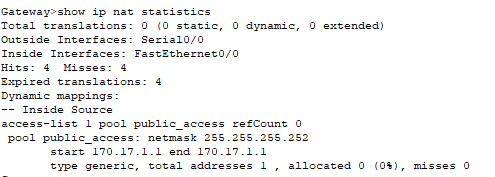 Gateway>show ip nat statistics
Total translations: 0 (0 static, 0 dynamic, 0 extended)
Outside Interfaces: Serial0/0
Inside Interfaces: FastEthernet0/0
Hits: 4  Misses: 4
Expired translations: 4
Dynamic mappings:
-- Inside Source
access-list 1 pool public_access refCount 0
 pool public_access: netmask 255.255.255.252
       start 170.17.1.1 end 170.17.1.1
       type generic, total addresses 1 , allocated 0 (0%), misses 0